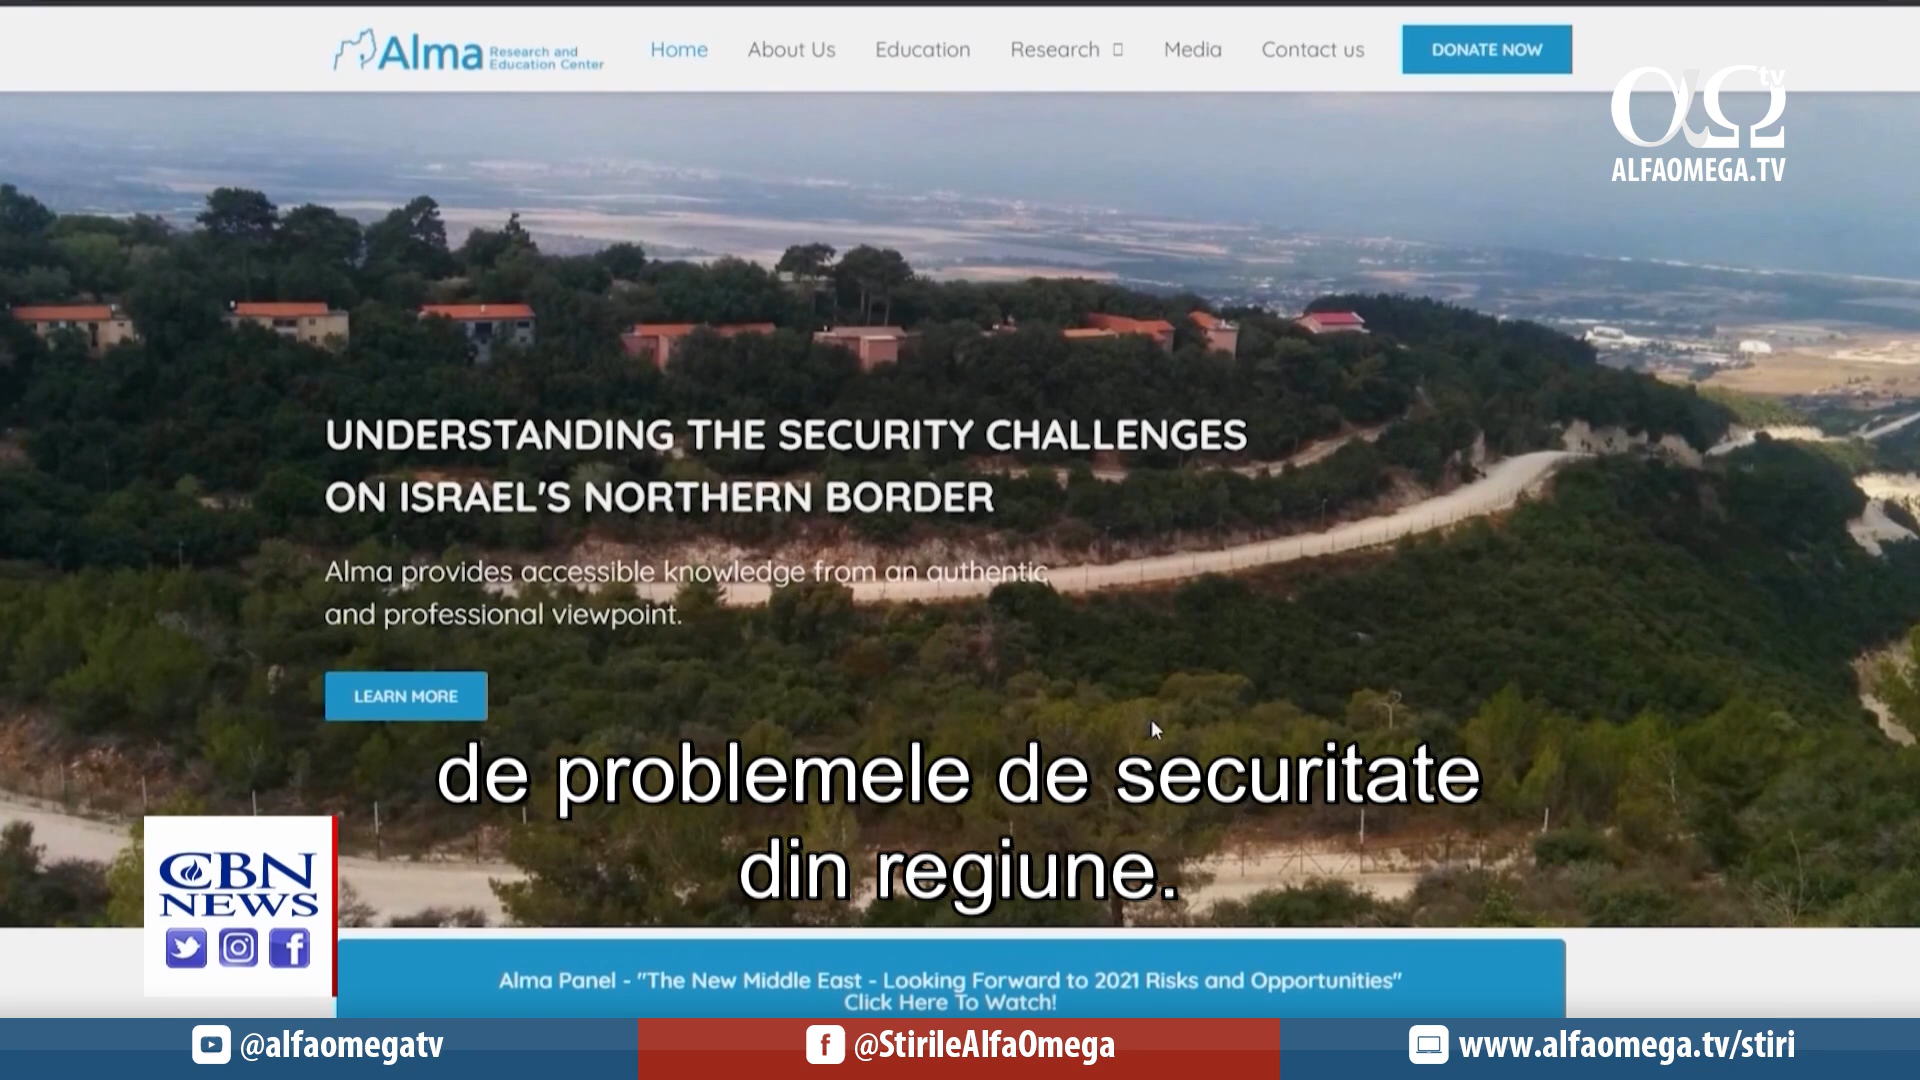 Alma Research and
Education Center
Home About Us Education Research Media Contact us DONATE NOW
αΩ tv
ALFAOMEGA.TV
UNDERSTANDING THE SECURITY CHALLENGES
ON ISRAEL'S NORTHERN BORDER
Alma provides accessible knowledge from an authentic
and professional viewpoint.
LEARN MORE
de problemele de securitate
din regiune.
CBN
NEWS
Alma Panel - "The New Middle East - Looking Forward to 2021 Risks and Opportunities"
Click Here To Watch!
@alfaomegatv
@StirileAlfaOmega
www.alfaomega.tv/stiri